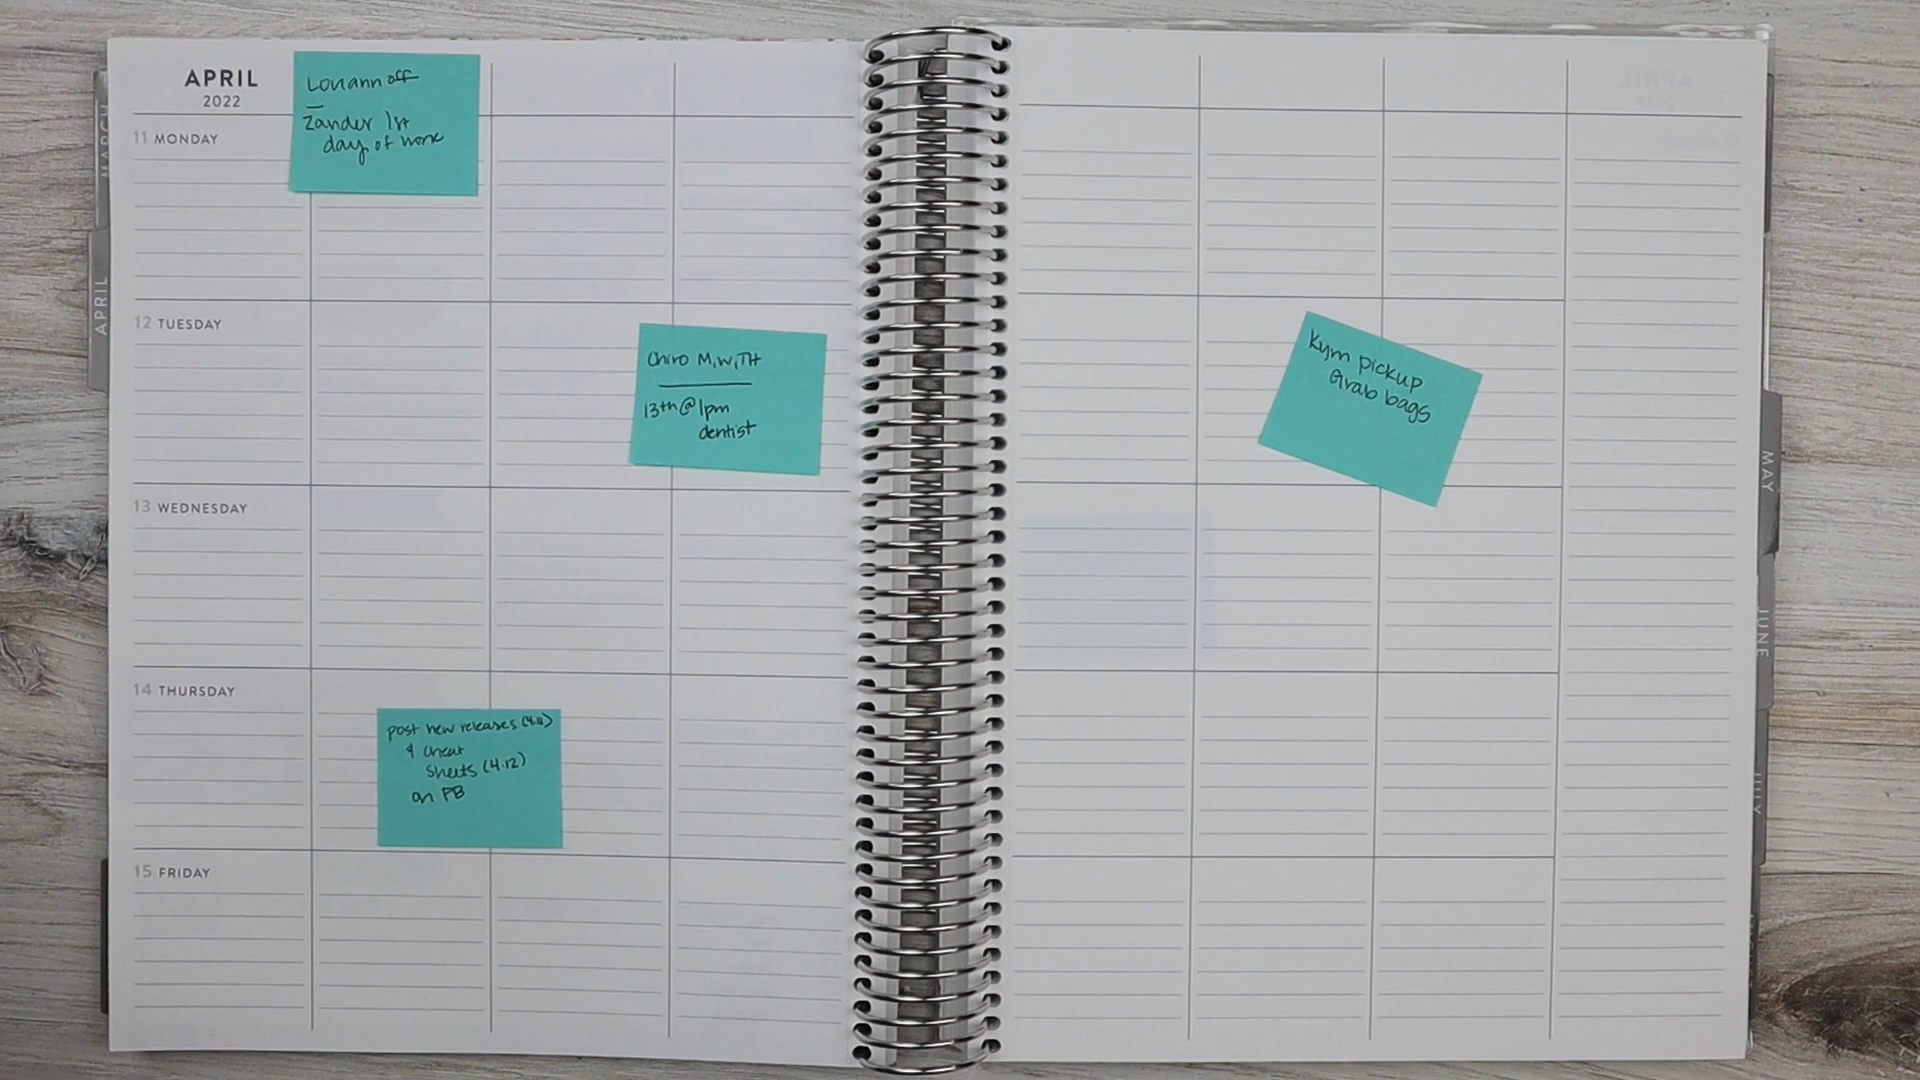 APRIL
2022
Louann off
Zander 1st
day of work
11 MONDAY
MARCH
APRIL
12 TUESDAY
Chiro M,W,TH
13th@1pm
dentist
13 WEDNESDAY
14 THURSDAY
post new releases (4.11)
& cheat
sheets (4.12)
on FB
15 FRIDAY
Kym pickup
Grab bags
MAY
JUNE
JULY